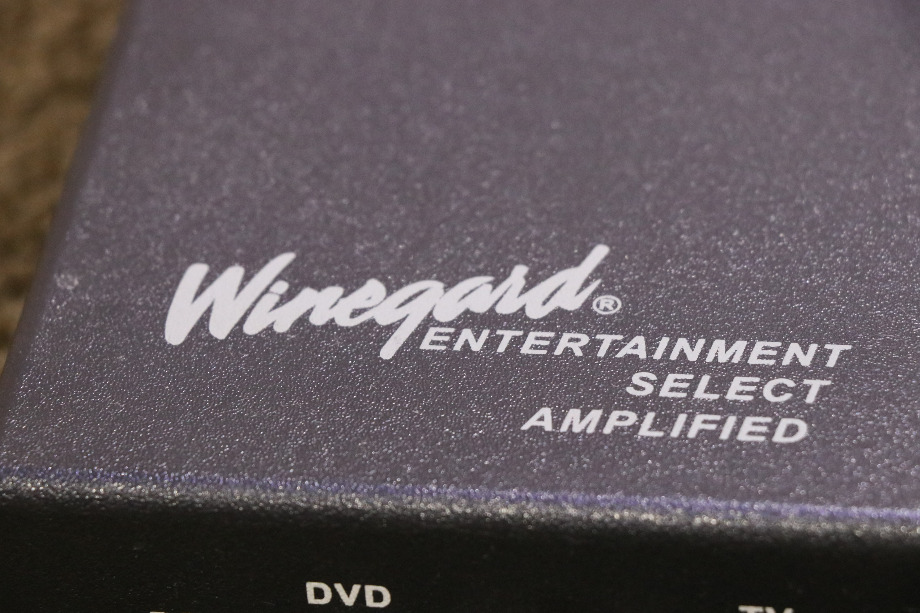 Winegard®
ENTERTAINMENT
SELECT
AMPLIFIED
DVD